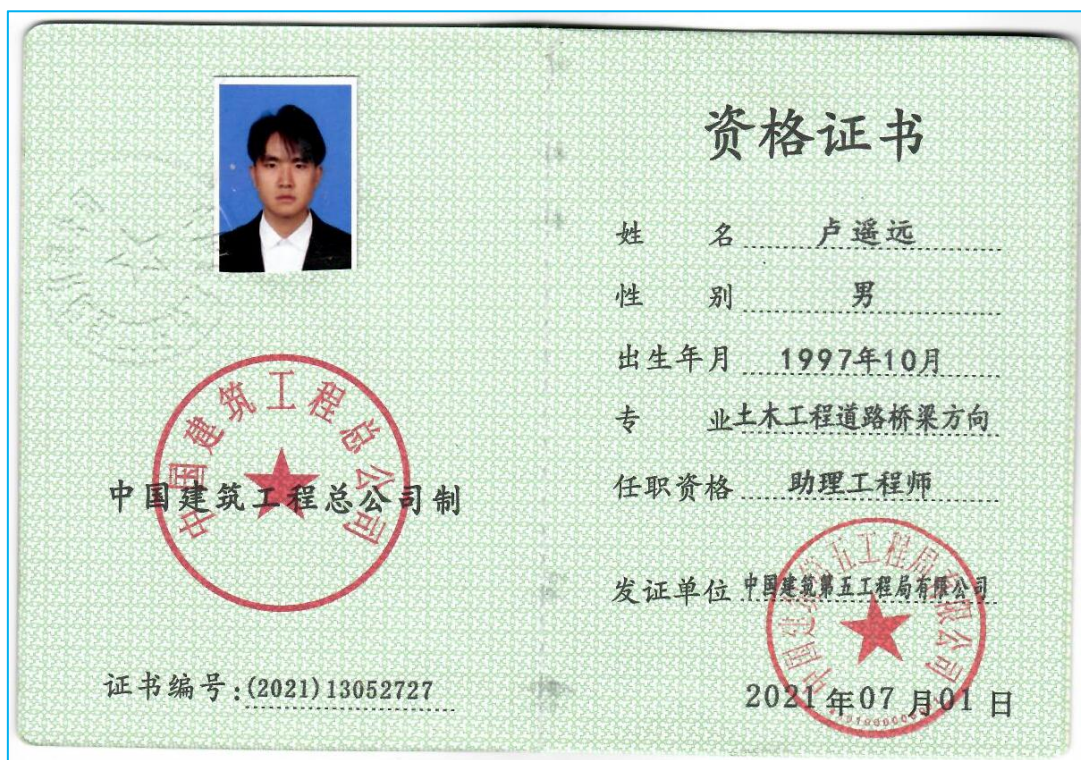 中国建筑工程总公司
中国建筑工程总公司制
证书编号:(2021)13052727
资格证书
姓 名 卢遥远
性 别 男
出生年月 1997年10月
专 业 土木工程道路桥梁方向
任职资格 助理工程师
发证单位 中国建筑第五工程局有限公司
2021年07月01日